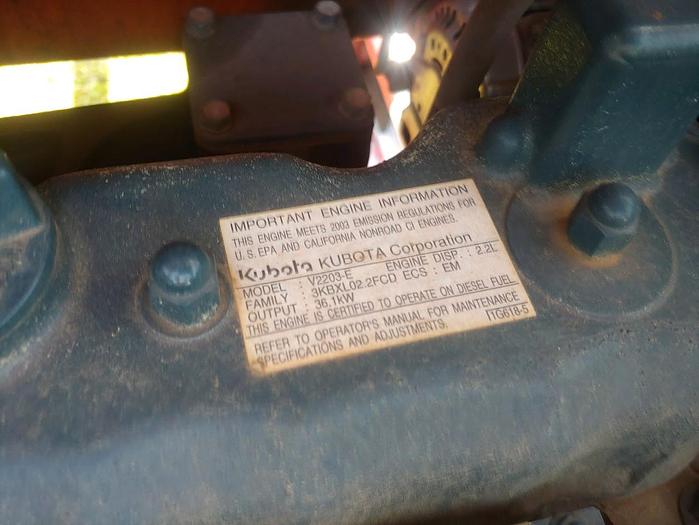 IMPORTANT ENGINE INFORMATION
THIS ENGINE MEETS 2003 EMISSION REGULATIONS FOR
U.S. EPA AND CALIFORNIA NONROAD CI ENGINES.
Kubota KUBOTA Corporation
MODEL : V2203-E ENGINE DISP. : 2.2L
FAMILY : 3KBXL02.2FCD ECS : EM
OUTPUT : 36.1kW
THIS ENGINE IS CERTIFIED TO OPERATE ON DIESEL FUEL
REFER TO OPERATOR'S MANUAL FOR MAINTENANCE
SPECIFICATIONS AND ADJUSTMENTS. 1G618-5